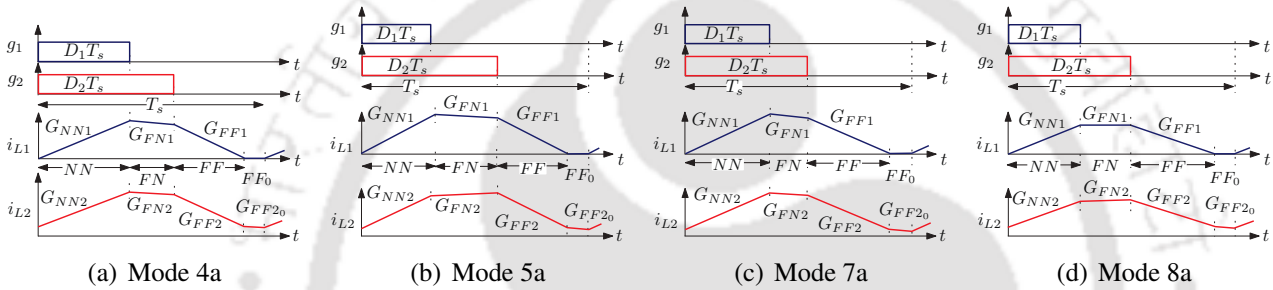 g1 D1Ts t
g2 D2Ts t
Ts
GNN1 GFN1 GFF1
iL1 t
NN FN FF FF0
GNN2 GFN2 GFF2 GFF20
iL2 t
(a) Mode 4a
g1 D1Ts t
g2 D2Ts t
Ts
GNN1 GFN1 GFF1
iL1 t
NN FN FF FF0
GNN2 GFN2 GFF2 GFF20
iL2 t
(b) Mode 5a
g1 D1Ts t
g2 D2Ts t
Ts
GNN1 GFN1 GFF1
iL1 t
NN FN FF FF0
GNN2 GFN2 GFF2 GFF20
iL2 t
(c) Mode 7a
g1 D1Ts t
g2 D2Ts t
Ts
GNN1 GFN1 GFF1
iL1 t
NN FN FF FF0
GNN2 GFN2 GFF2 GFF20
iL2 t
(d) Mode 8a